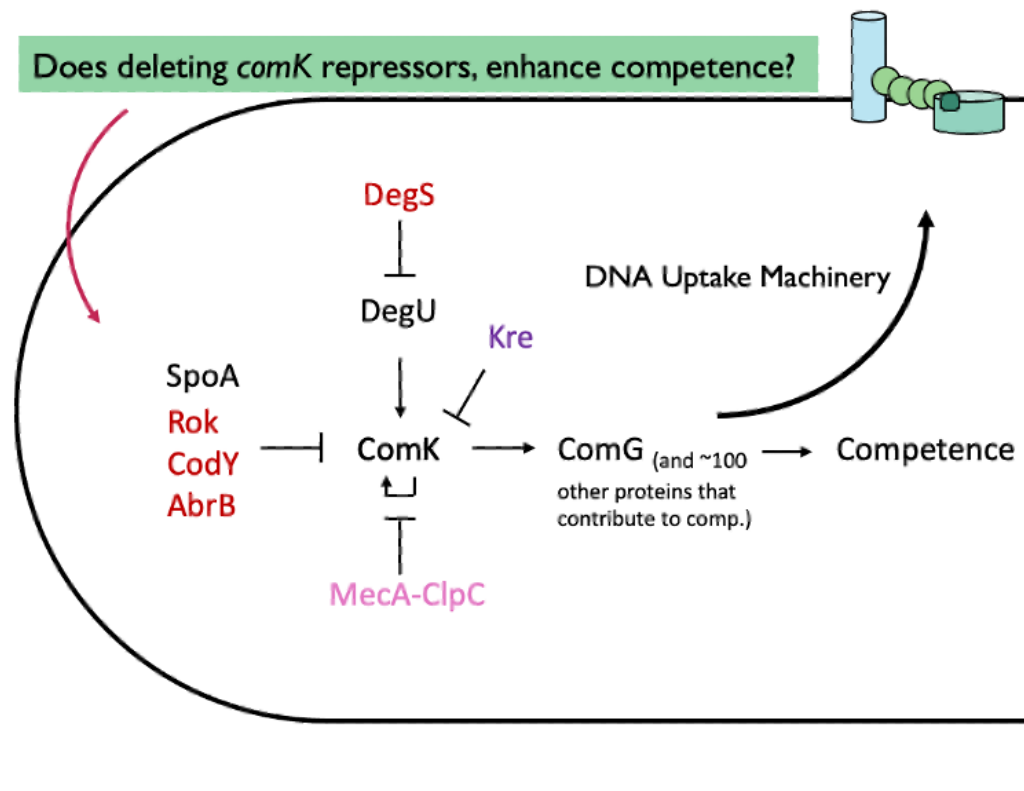 Does deleting comK repressors, enhance competence?
DegS
DNA Uptake Machinery
DegU
Kre
SpoA
Rok
CodY
AbrB
ComK
ComG (and ~100
other proteins that
contribute to comp.)
Competence
MecA-ClpC